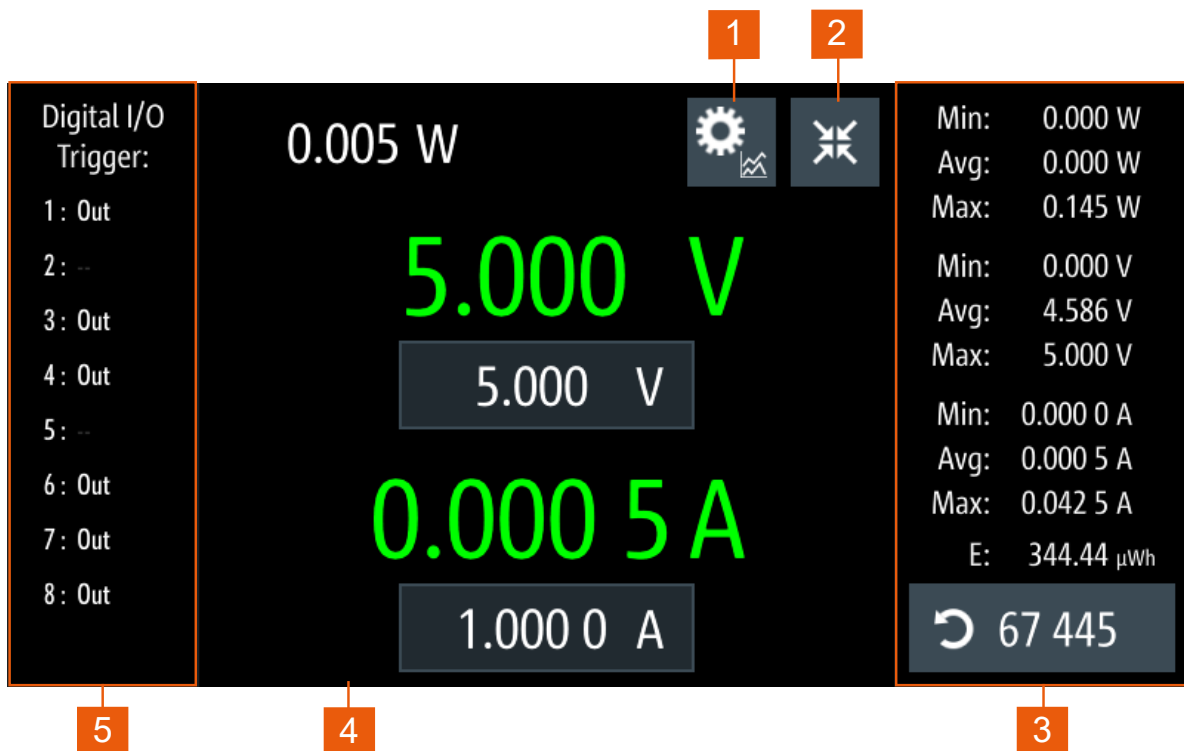 1
2
Digital I/O
Trigger:
1: Out
2: --
3: Out
4: Out
5: --
6: Out
7: Out
8: Out
0.005 W
5.000 V
5.000 V
0.000 5 A
1.000 0 A
Min: 0.000 W
Avg: 0.000 W
Max: 0.145 W
Min: 0.000 V
Avg: 4.586 V
Max: 5.000 V
Min: 0.000 0 A
Avg: 0.000 5 A
Max: 0.042 5 A
E: 344.44 µWh
67 445
5
4
3